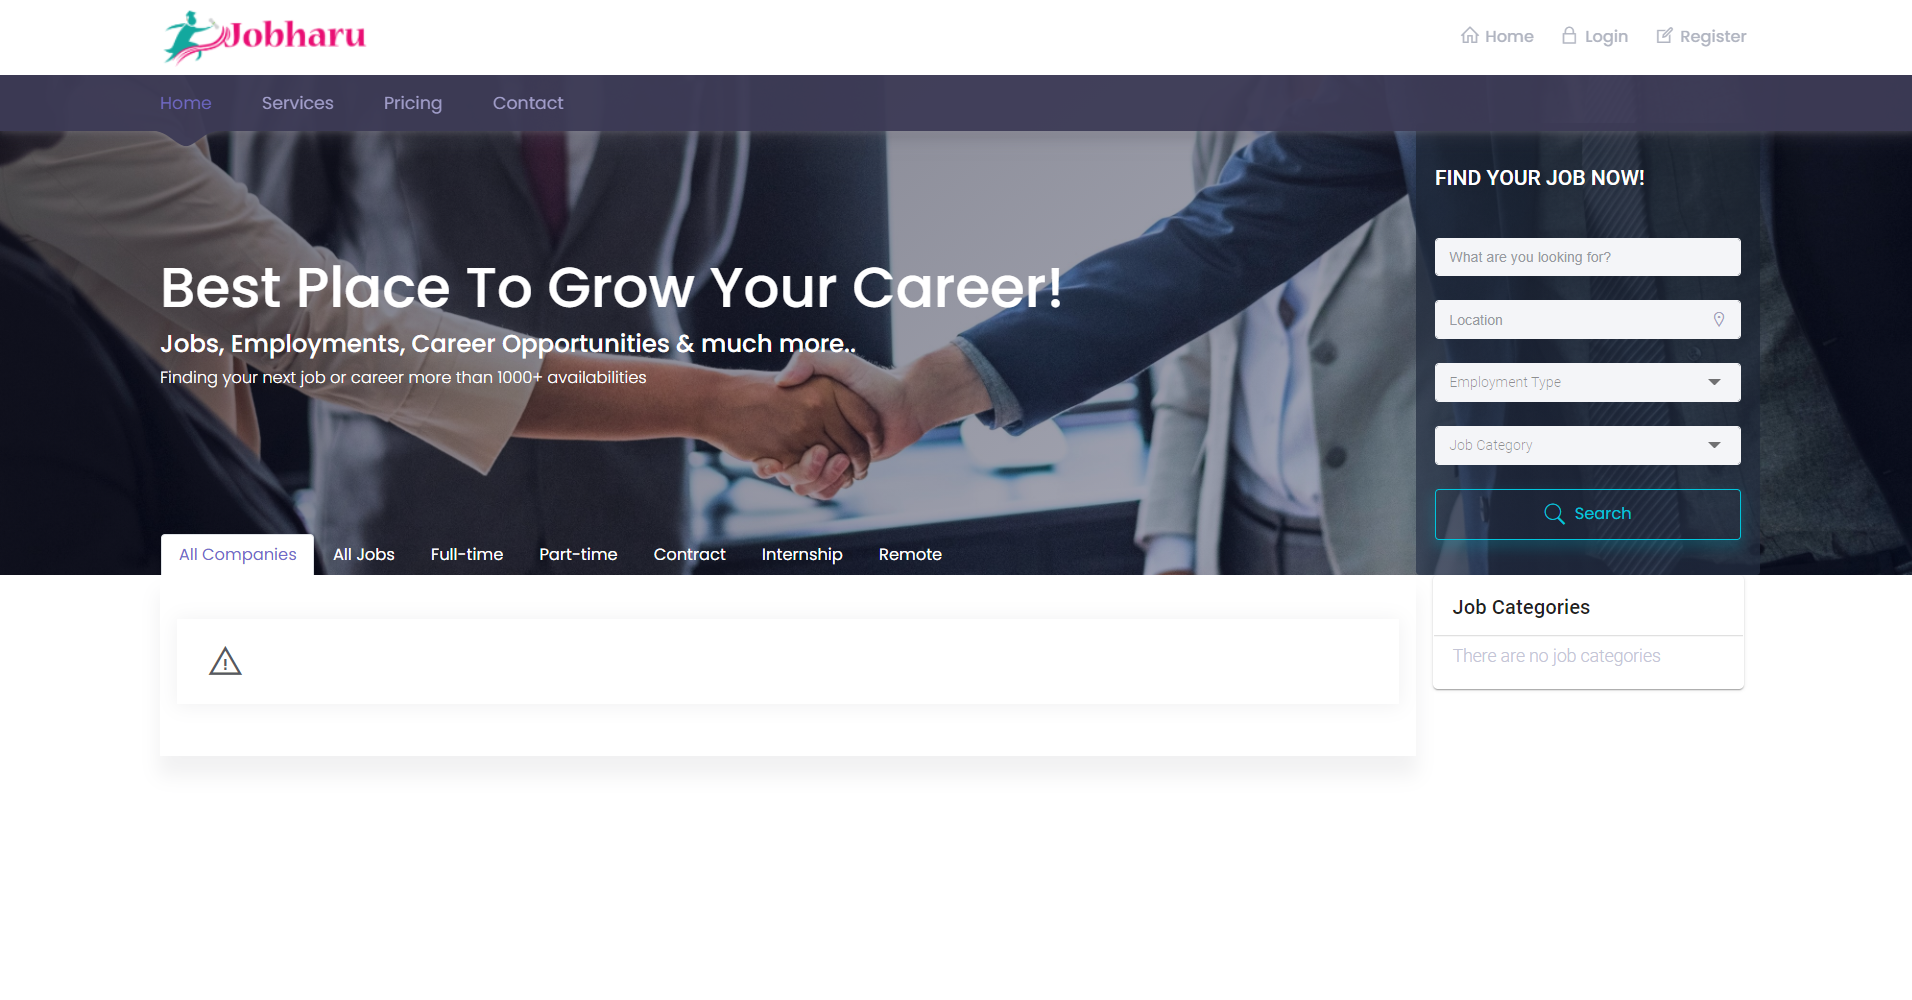 Jobharu
Home Login Register
Home Services Pricing Contact
Best Place To Grow Your Career!
Jobs, Employments, Career Opportunities & much more..
Finding your next job or career more than 1000+ availabilities
FIND YOUR JOB NOW!
What are you looking for?
Location
Employment Type
Job Category
Search
All Companies All Jobs Full-time Part-time Contract Internship Remote
Job Categories
There are no job categories